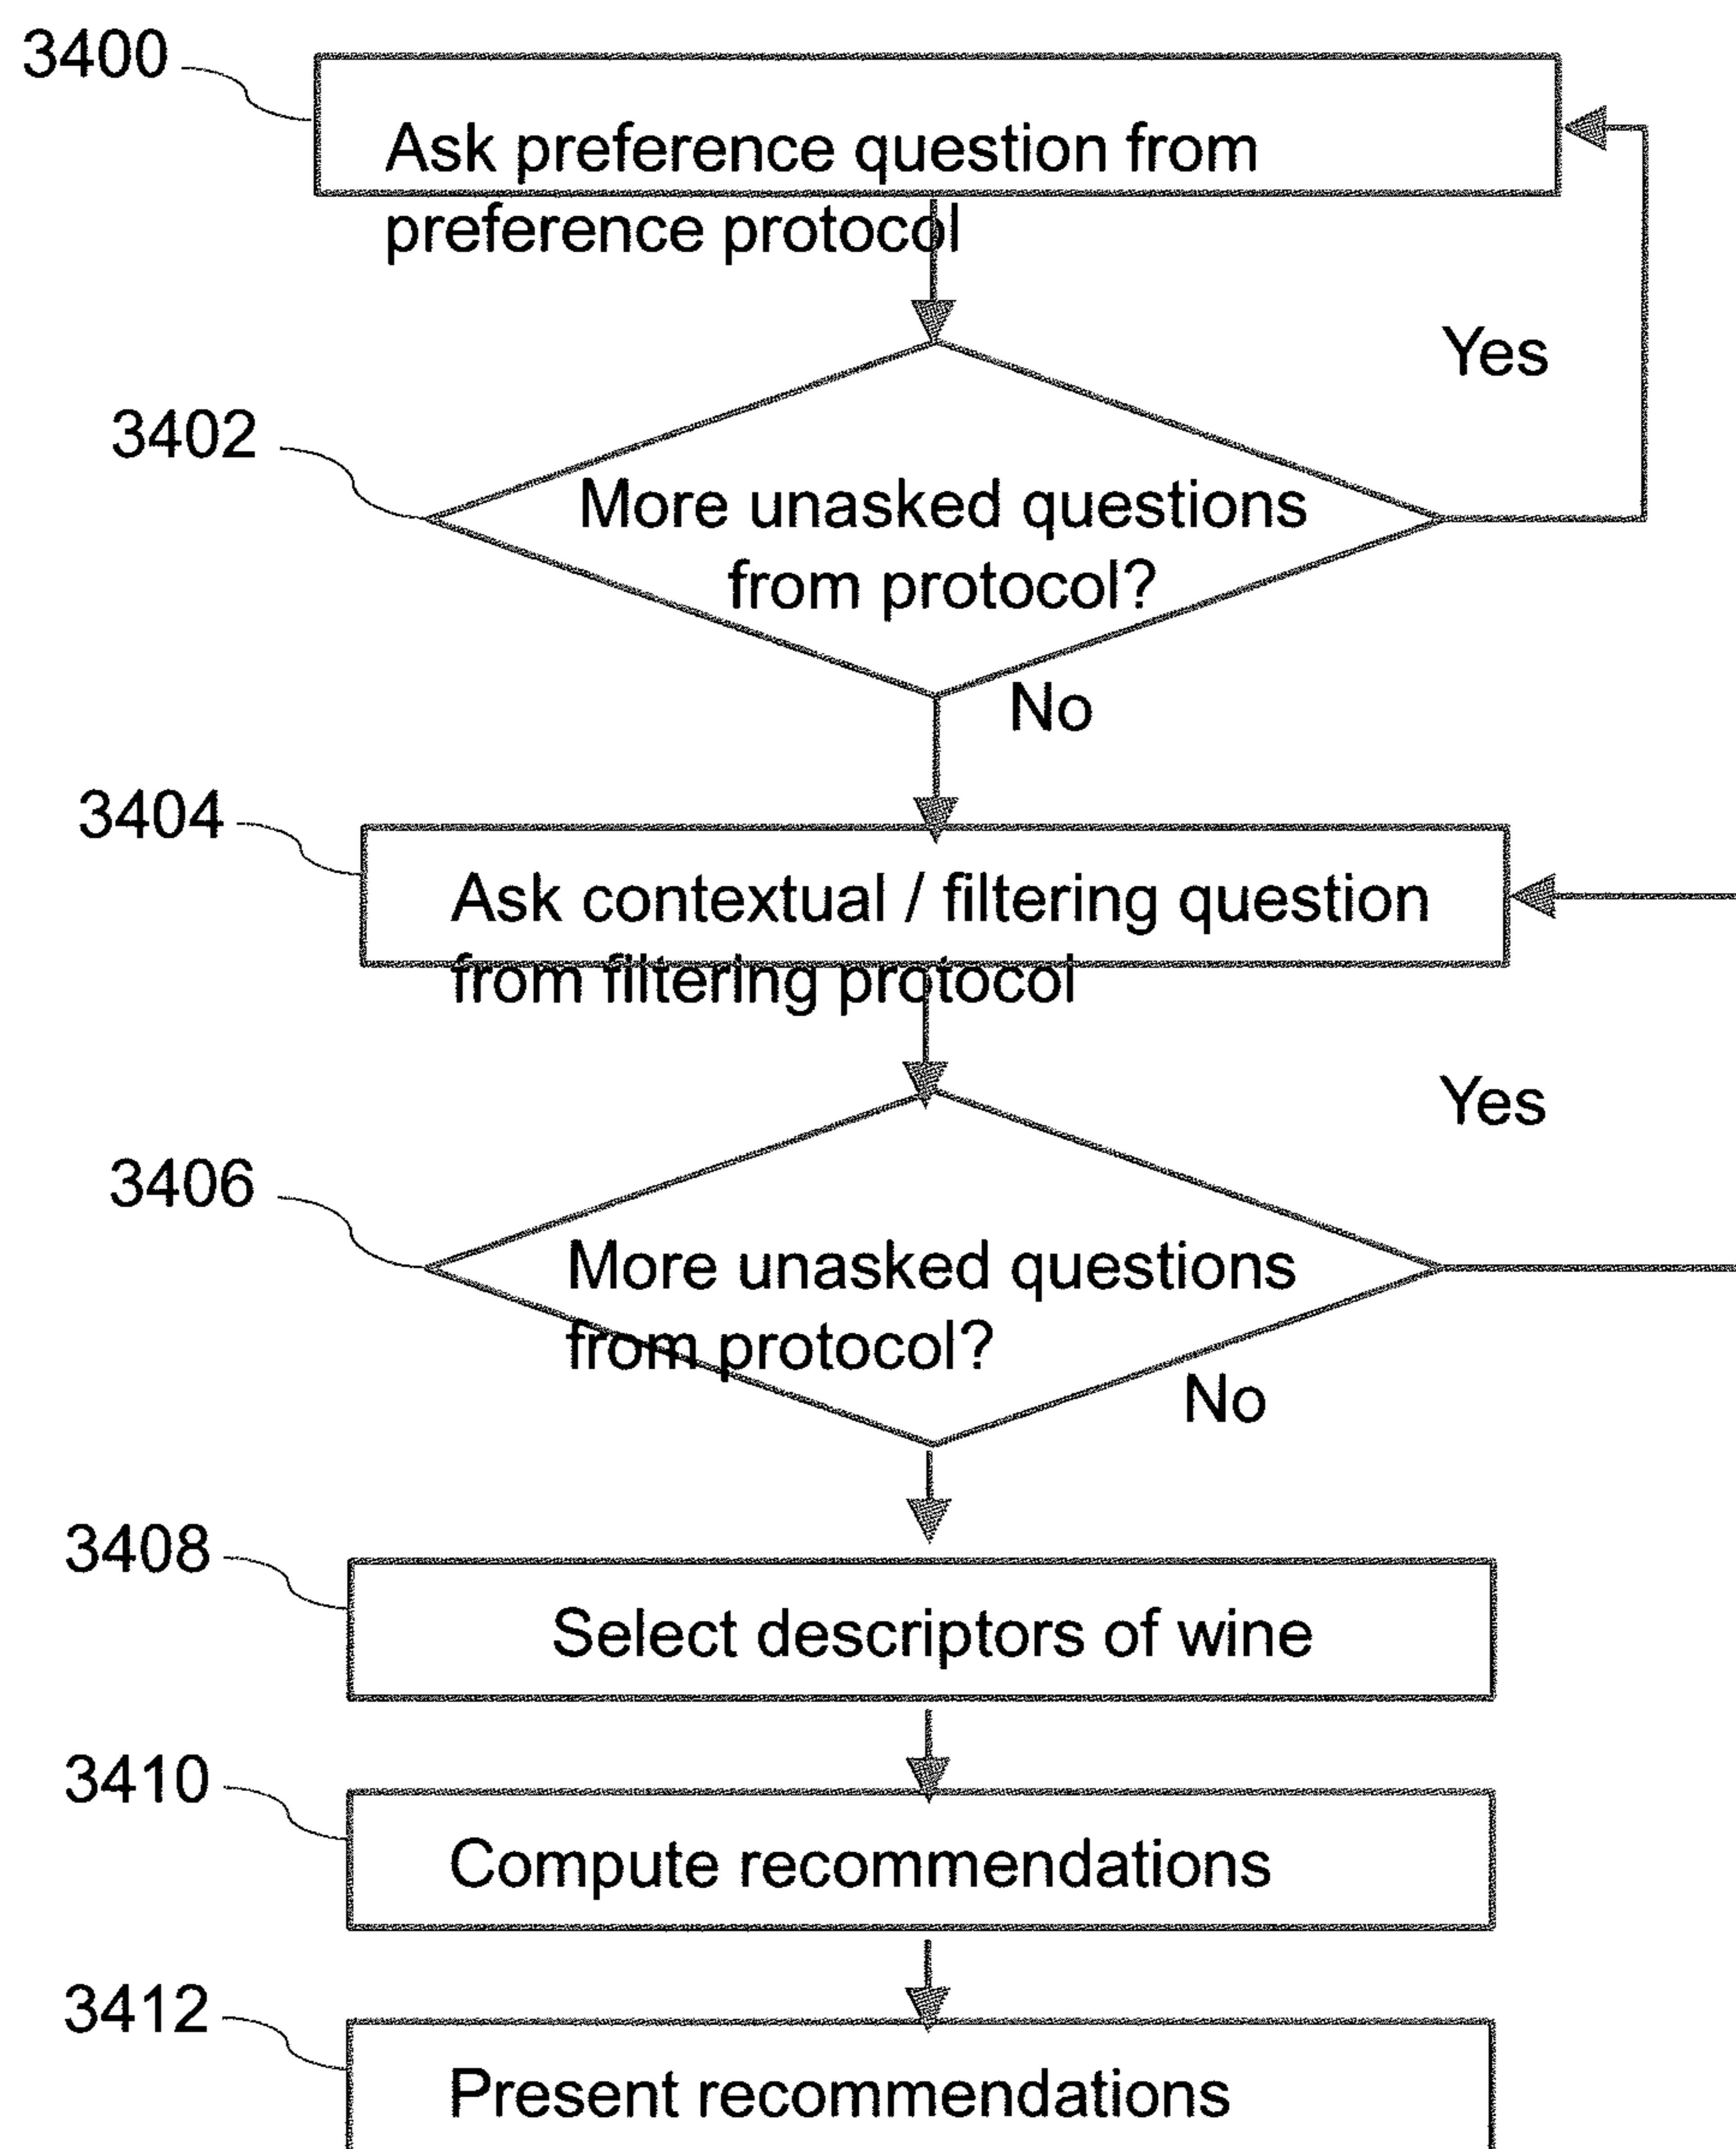 3400
Ask preference question from
preference protocol
Yes
3402
More unasked questions
from protocol?
No
3404
Ask contextual / filtering question
from filtering protocol
Yes
3406
More unasked questions
from protocol?
No
3408
Select descriptors of wine
3410
Compute recommendations
3412
Present recommendations